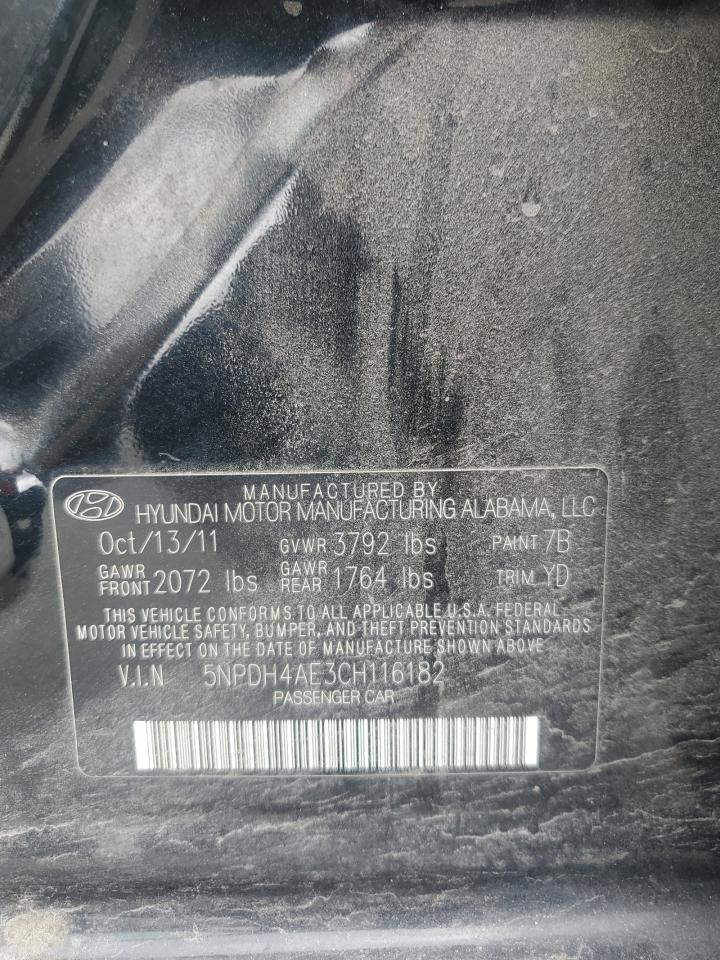 MANUFACTURED BY
HYUNDAI MOTOR MANUFACTURING ALABAMA, LLC
Oct/13/11 GVWR 3792 lbs PAINT 7B
GAWR FRONT 2072 lbs GAWR REAR 1764 lbs TRIM YD
THIS VEHICLE CONFORMS TO ALL APPLICABLE U.S.A. FEDERAL
MOTOR VEHICLE SAFETY, BUMPER, AND THEFT PREVENTION STANDARDS
IN EFFECT ON THE DATE OF MANUFACTURE SHOWN ABOVE.
V.I.N 5NPDH4AE3CH116182
PASSENGER CAR